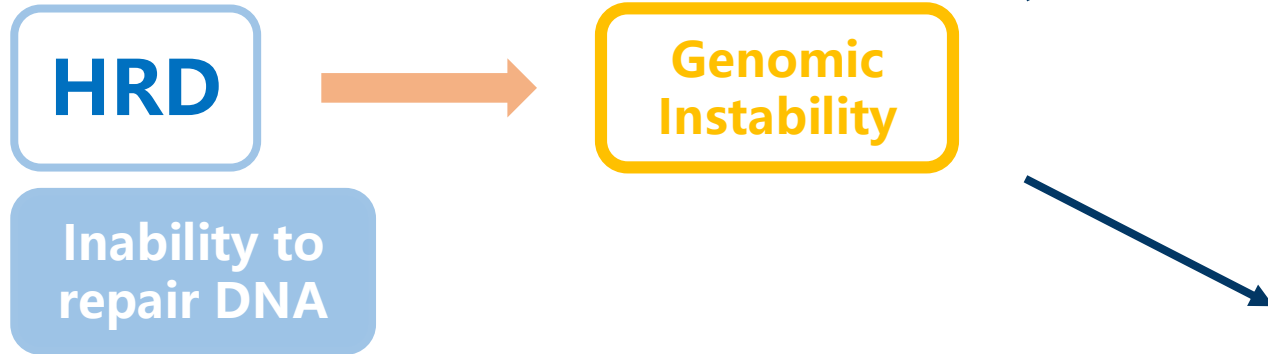 HRD
Genomic
Instability
Inability to
repair DNA